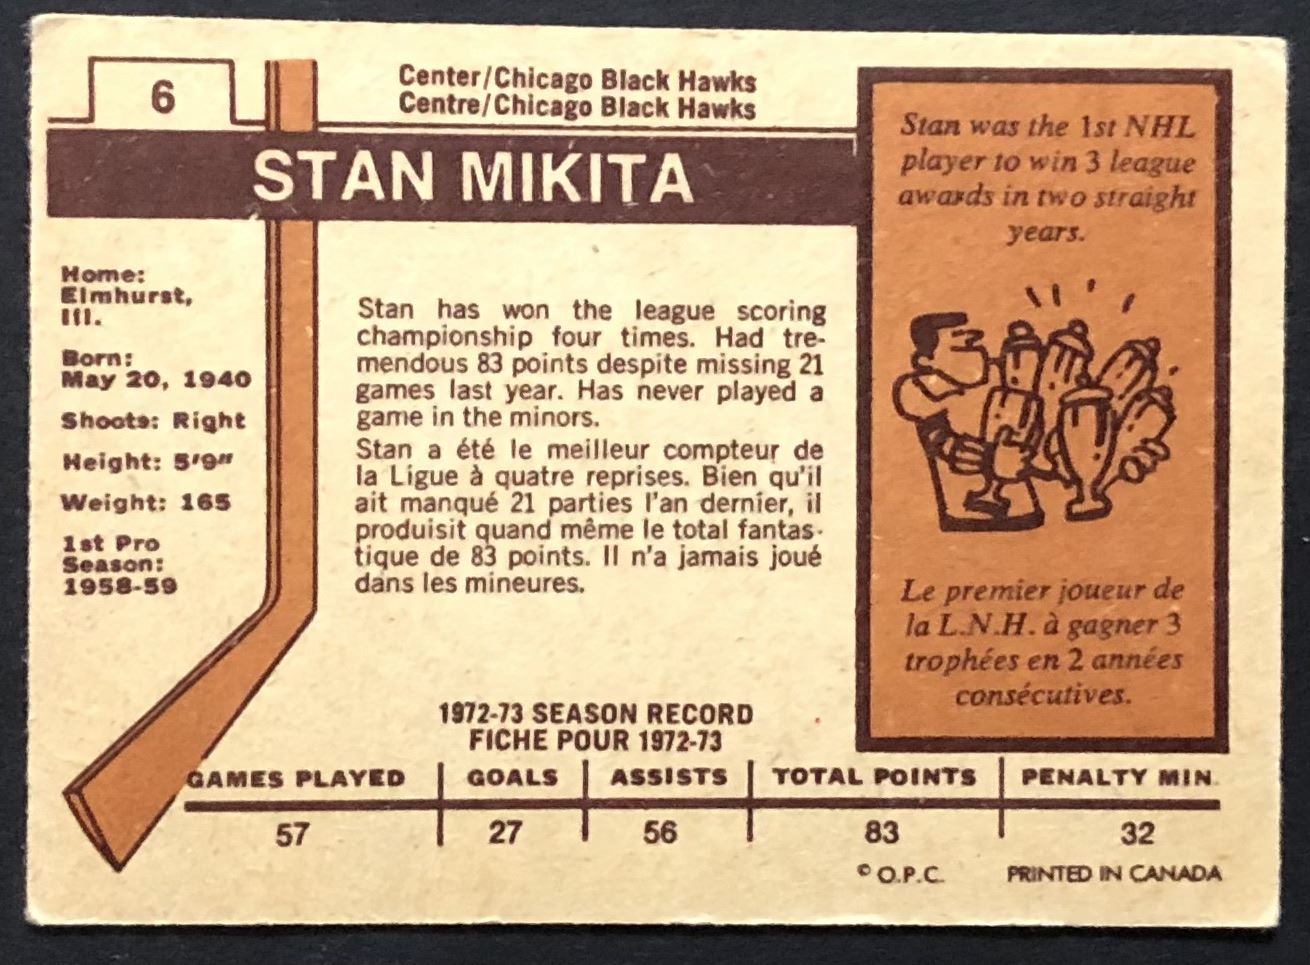 6
Center/Chicago Black Hawks
Centre/Chicago Black Hawks
STAN MIKITA
Home:
Elmhurst,
Ill.
Born:
May 20, 1940
Shoots: Right
Height: 5'9"
Weight: 165
1st Pro
Season:
1958-59
Stan has won the league scoring
championship four times. Had tre-
mendous 83 points despite missing 21
games last year. Has never played a
game in the minors.
Stan a été le meilleur compteur de
la Ligue à quatre reprises. Bien qu'il
ait manqué 21 parties l'an dernier, il
produisit quand même le total fantas-
tique de 83 points. Il n'a jamais joué
dans les mineures.
Stan was the 1st NHL
player to win 3 league
awards in two straight
years.
Le premier joueur de
la L.N.H. à gagner 3
trophées en 2 années
consécutives.
1972-73 SEASON RECORD
FICHE POUR 1972-73
GAMES PLAYED GOALS ASSISTS TOTAL POINTS PENALTY MIN.
57 27 56 83 32
© O.P.C. PRINTED IN CANADA